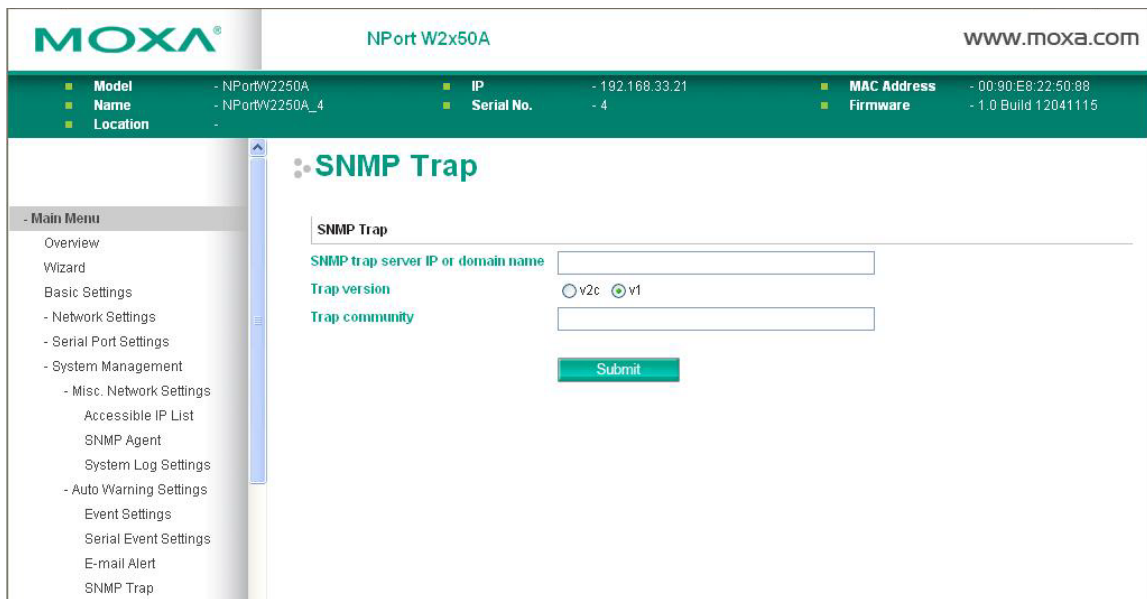 MOXA®
NPort W2x50A
www.moxa.com
Model - NPortW2250A
IP - 192.168.33.21
MAC Address - 00:90:E8:22:50:88
Name - NPortW2250A_4
Serial No. - 4
Firmware - 1.0 Build 12041115
Location -
- Main Menu
Overview
Wizard
Basic Settings
- Network Settings
- Serial Port Settings
- System Management
- Misc. Network Settings
Accessible IP List
SNMP Agent
System Log Settings
- Auto Warning Settings
Event Settings
Serial Event Settings
E-mail Alert
SNMP Trap
SNMP Trap
SNMP Trap
SNMP trap server IP or domain name
Trap version v2c v1
Trap community
Submit